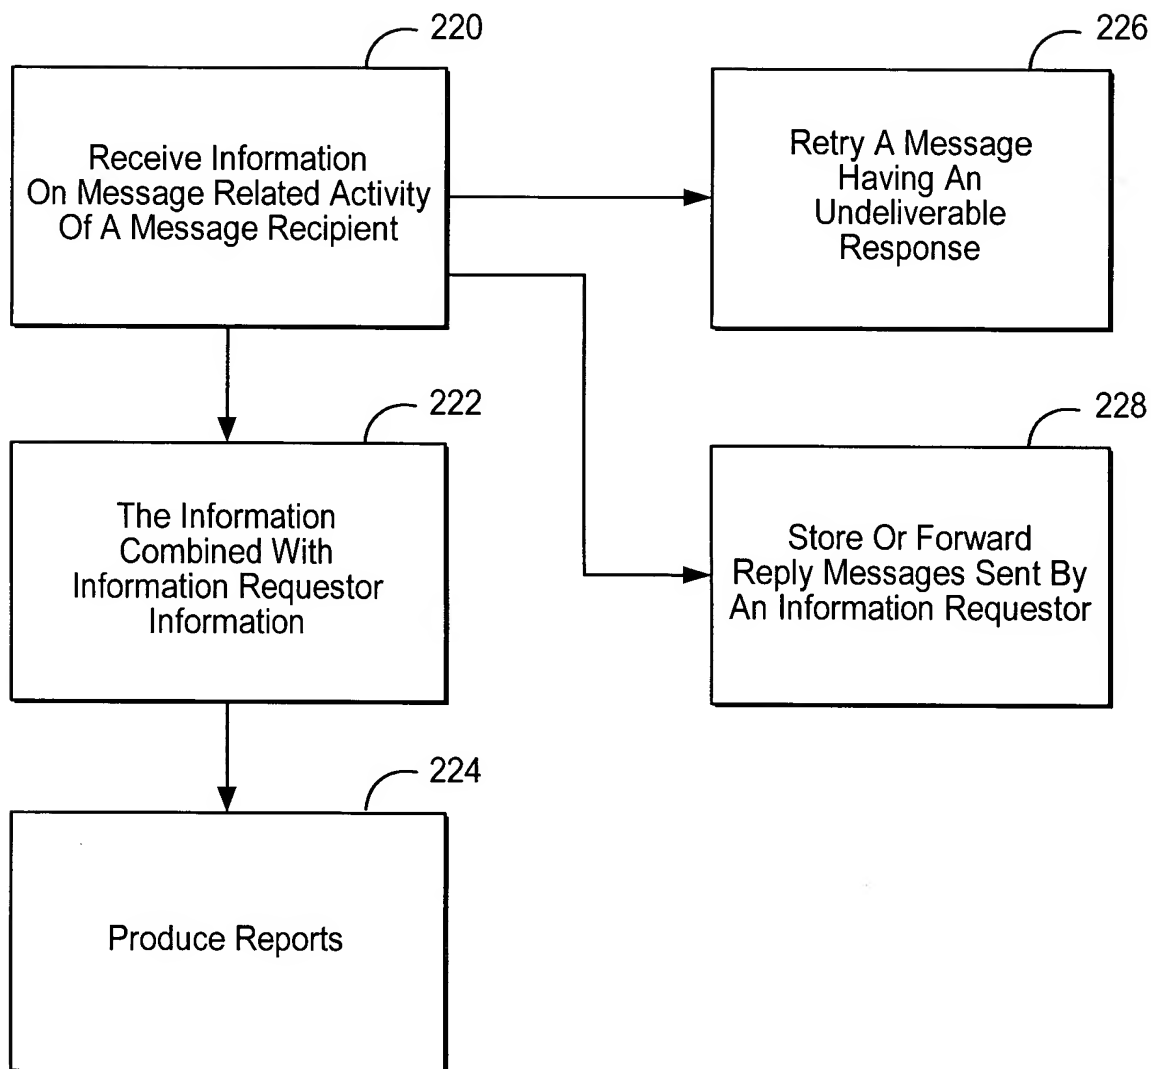 220
Receive Information
On Message Related Activity
Of A Message Recipient
226
Retry A Message
Having An
Undeliverable
Response
222
The Information
Combined With
Information Requestor
Information
228
Store Or Forward
Reply Messages Sent By
An Information Requestor
224
Produce Reports